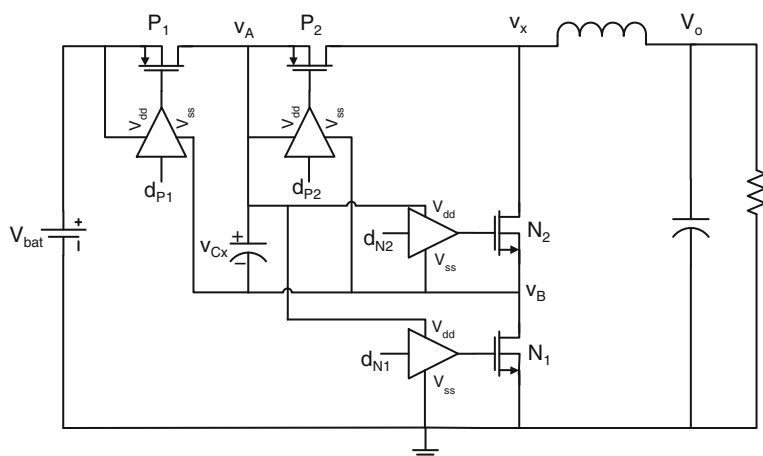 P1
vA
P2
vx
Vo
Vdd
Vss
Vdd
Vss
dP1
dP2
Vbat
+
−
vCx
+
−
dN2
Vdd
Vss
N2
vB
dN1
Vdd
Vss
N1